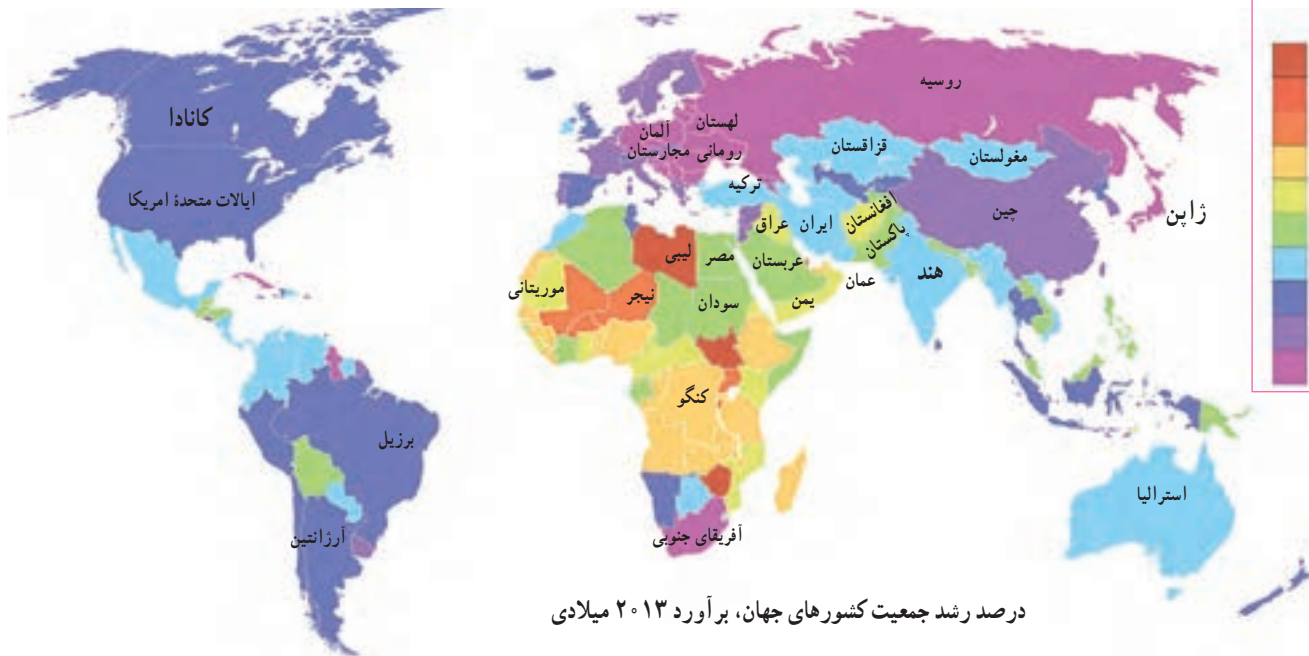 کانادا
ایالات متحدهٔ امریکا
برزیل
آرژانتین
روسیه
لهستان
آلمان
رومانی
مجارستان
قزاقستان
مغولستان
ترکیه
چین
ژاپن
افغانستان
پاکستان
ایران
عراق
هند
عربستان
عمان
یمن
مصر
لیبی
سودان
نیجر
موریتانی
کنگو
آفریقای جنوبی
استرالیا
درصد رشد جمعیت کشورهای جهان، برآورد ۲۰۱۳ میلادی